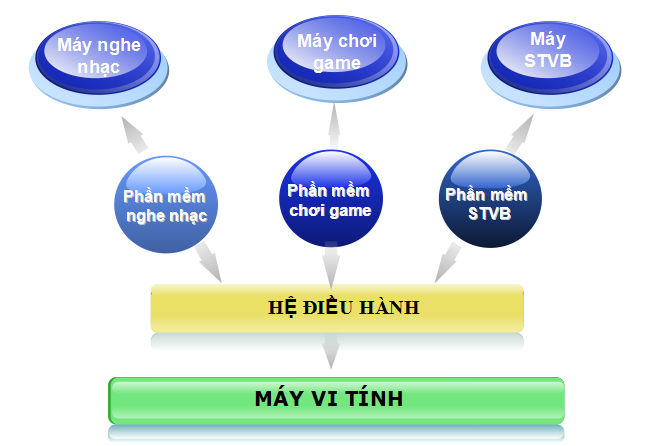 Máy nghe
nhạc
Máy chơi
game
Máy
STVB
Phần mềm
nghe nhạc
Phần mềm
chơi game
Phần mềm
STVB
HỆ ĐIỀU HÀNH
MÁY VI TÍNH